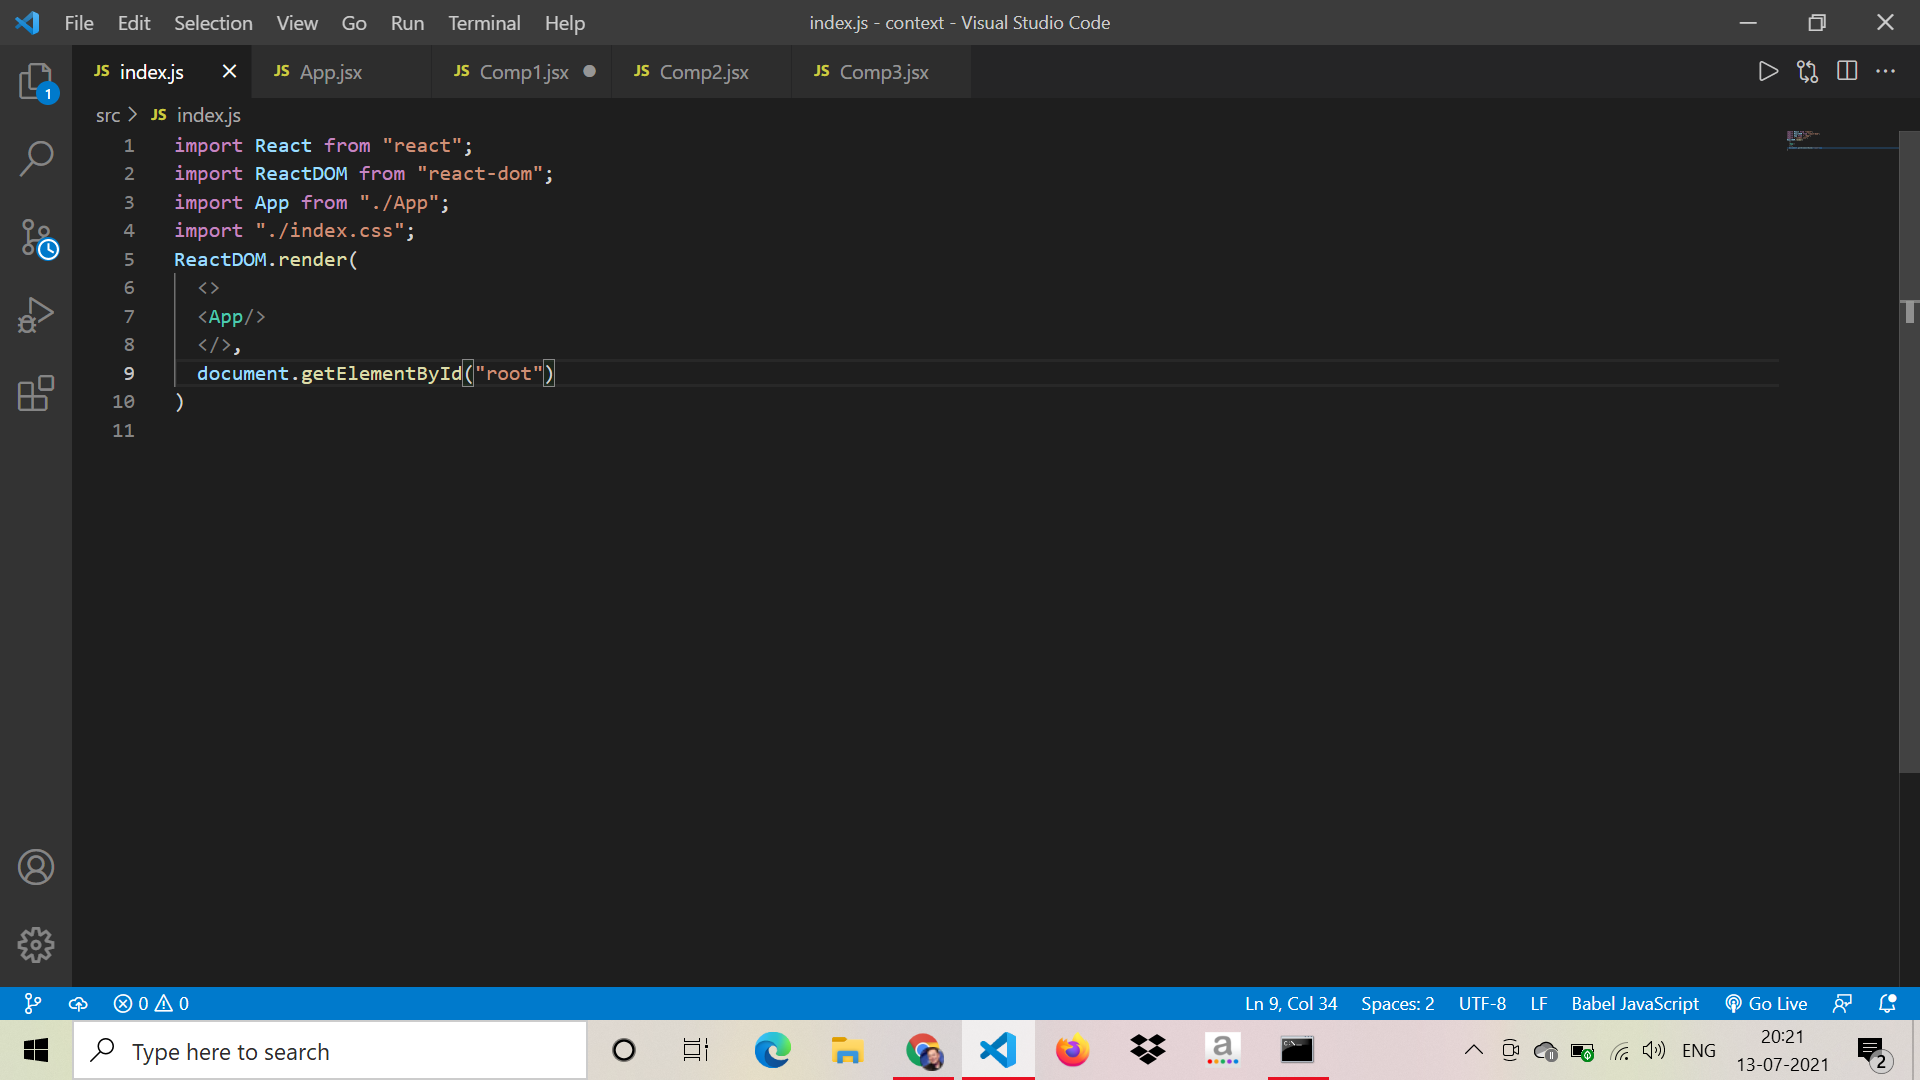 File Edit Selection View Go Run Terminal Help index.js - context - Visual Studio Code
JS index.js JS App.jsx JS Comp1.jsx JS Comp2.jsx JS Comp3.jsx
1
src > JS index.js
1 import React from "react";
2 import ReactDOM from "react-dom";
3 import App from "./App";
4 import "./index.css";
5 ReactDOM.render(
6 <>
7 <App/>
8 </>,
9 document.getElementById("root")
10 )
11
0 0 Ln 9, Col 34 Spaces: 2 UTF-8 LF Babel JavaScript Go Live
Type here to search a ENG 20:21
13-07-2021
2